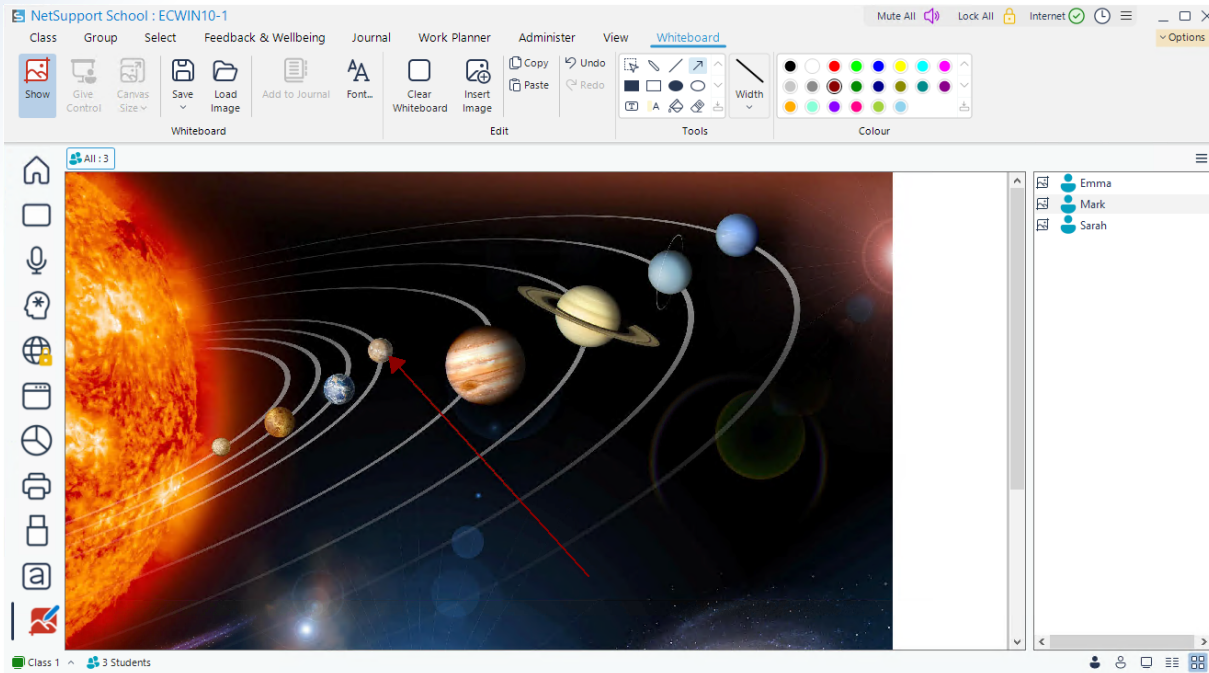 NetSupport School : ECWIN10-1
Mute All Lock All Internet
Class Group Select Feedback & Wellbeing Journal Work Planner Administer View Whiteboard Options
Show Give Control Canvas Size Save Load Image Add to Journal Font... Clear Whiteboard Insert Image Copy Paste Undo Redo Width
Whiteboard Edit Tools Colour
All : 3
Emma
Mark
Sarah
Class 1 3 Students